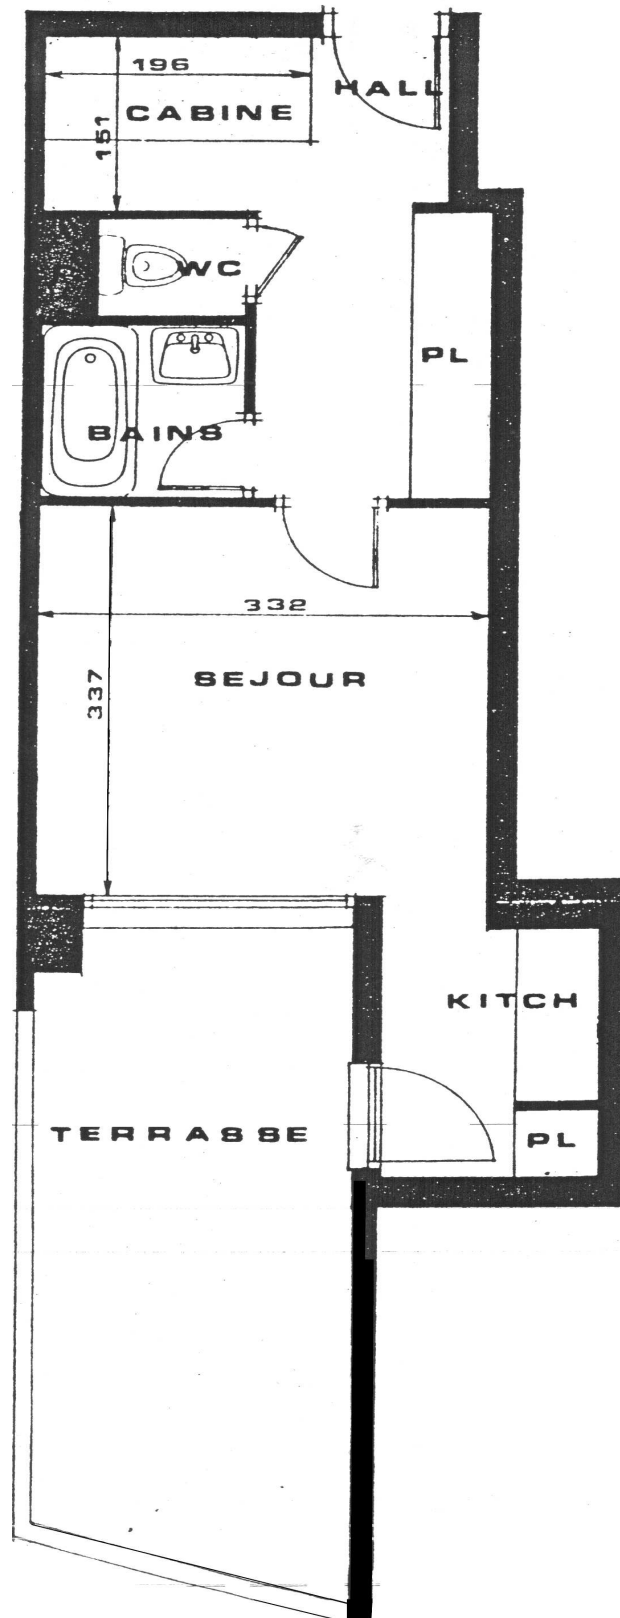 196
HALL
CABINE
151
WC
PL
BAINS
332
SEJOUR
337
KITCH
TERRASSE
PL